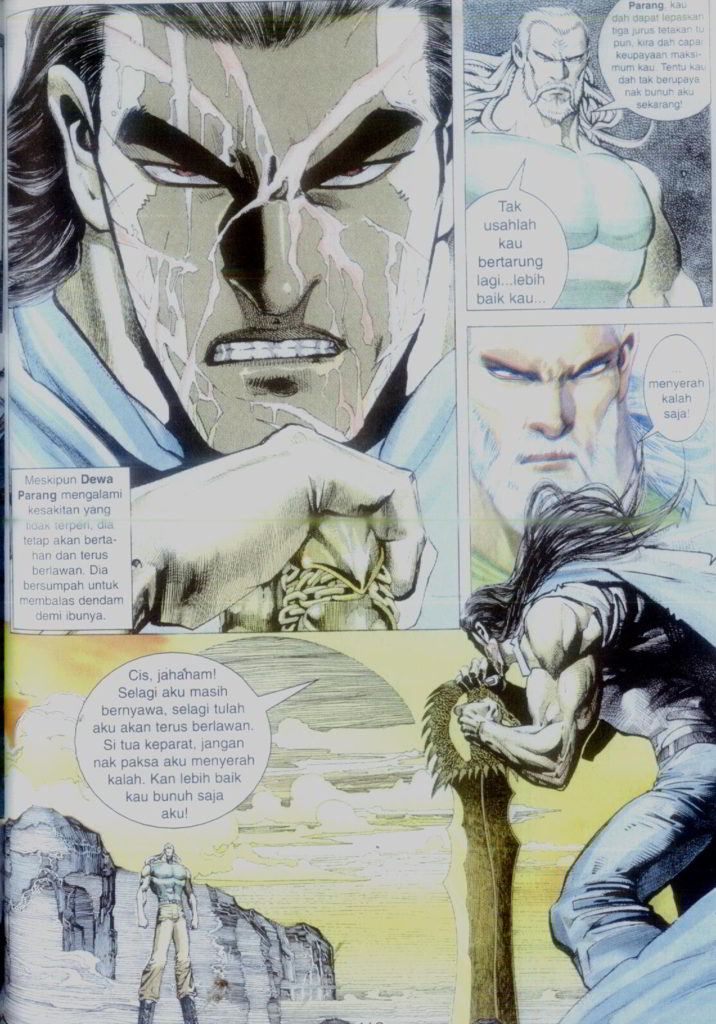 Parang, kau
dah dapat lepaskan
tiga jurus tetakan tu
pun, kira dah capai
keupayaan maksi-
mum kau. Tentu kau
dah tak berupaya
nak bunuh aku
sekarang!
Tak
usahlah
kau
bertarung
lagi...lebih
baik kau...
...
menyerah
kalah
saja!
Meskipun Dewa
Parang mengalami
kesakitan yang
tidak terperi, dia
tetap akan berta-
han dan terus
berlawan. Dia
bersumpah untuk
membalas dendam
demi ibunya.
Cis, jahanam!
Selagi aku masih
bernyawa, selagi tulah
aku akan terus berlawan.
Si tua keparat, jangan
nak paksa aku menyerah
kalah. Kan lebih baik
kau bunuh saja
aku!